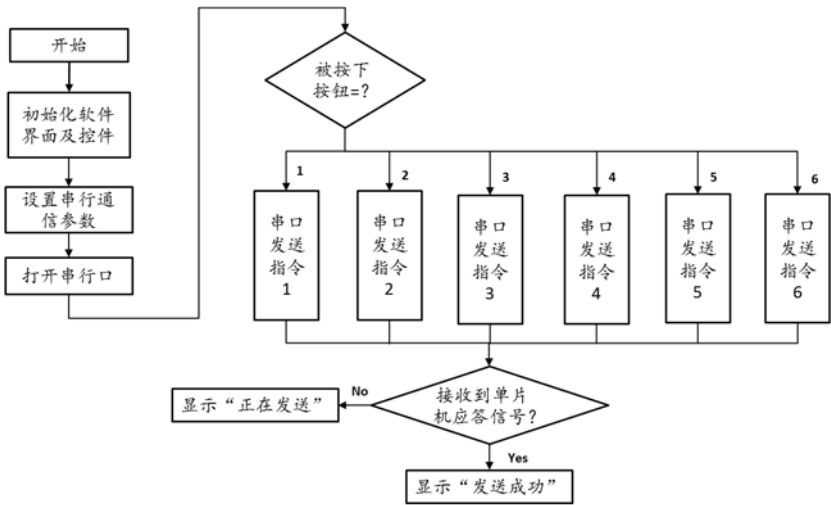 开始
初始化软件
界面及控件
设置串行通
信参数
打开串行口
被按下
按钮=?
1
2
3
4
5
6
串口
发送
指令
1
串口
发送
指令
2
串口
发送
指令
3
串口
发送
指令
4
串口
发送
指令
5
串口
发送
指令
6
接收到单片
机应答信号?
No
显示“正在发送”
Yes
显示“发送成功”